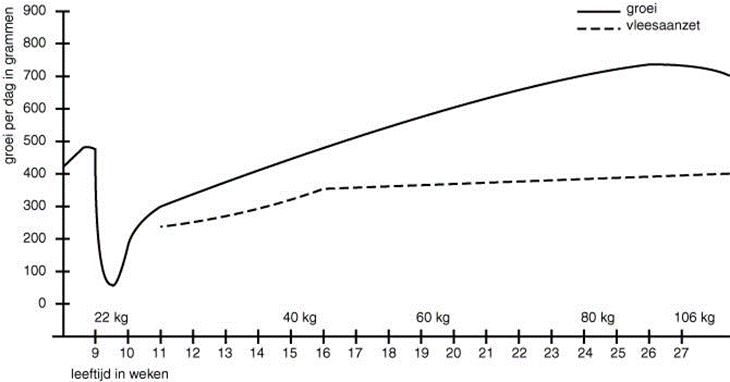 groei
vleesaanzet
groei per dag in grammen
900
800
700
600
500
400
300
200
100
0
22 kg 40 kg 60 kg 80 kg 106 kg
9 10 11 12 13 14 15 16 17 18 19 20 21 22 23 24 25 26 27
leeftijd in weken